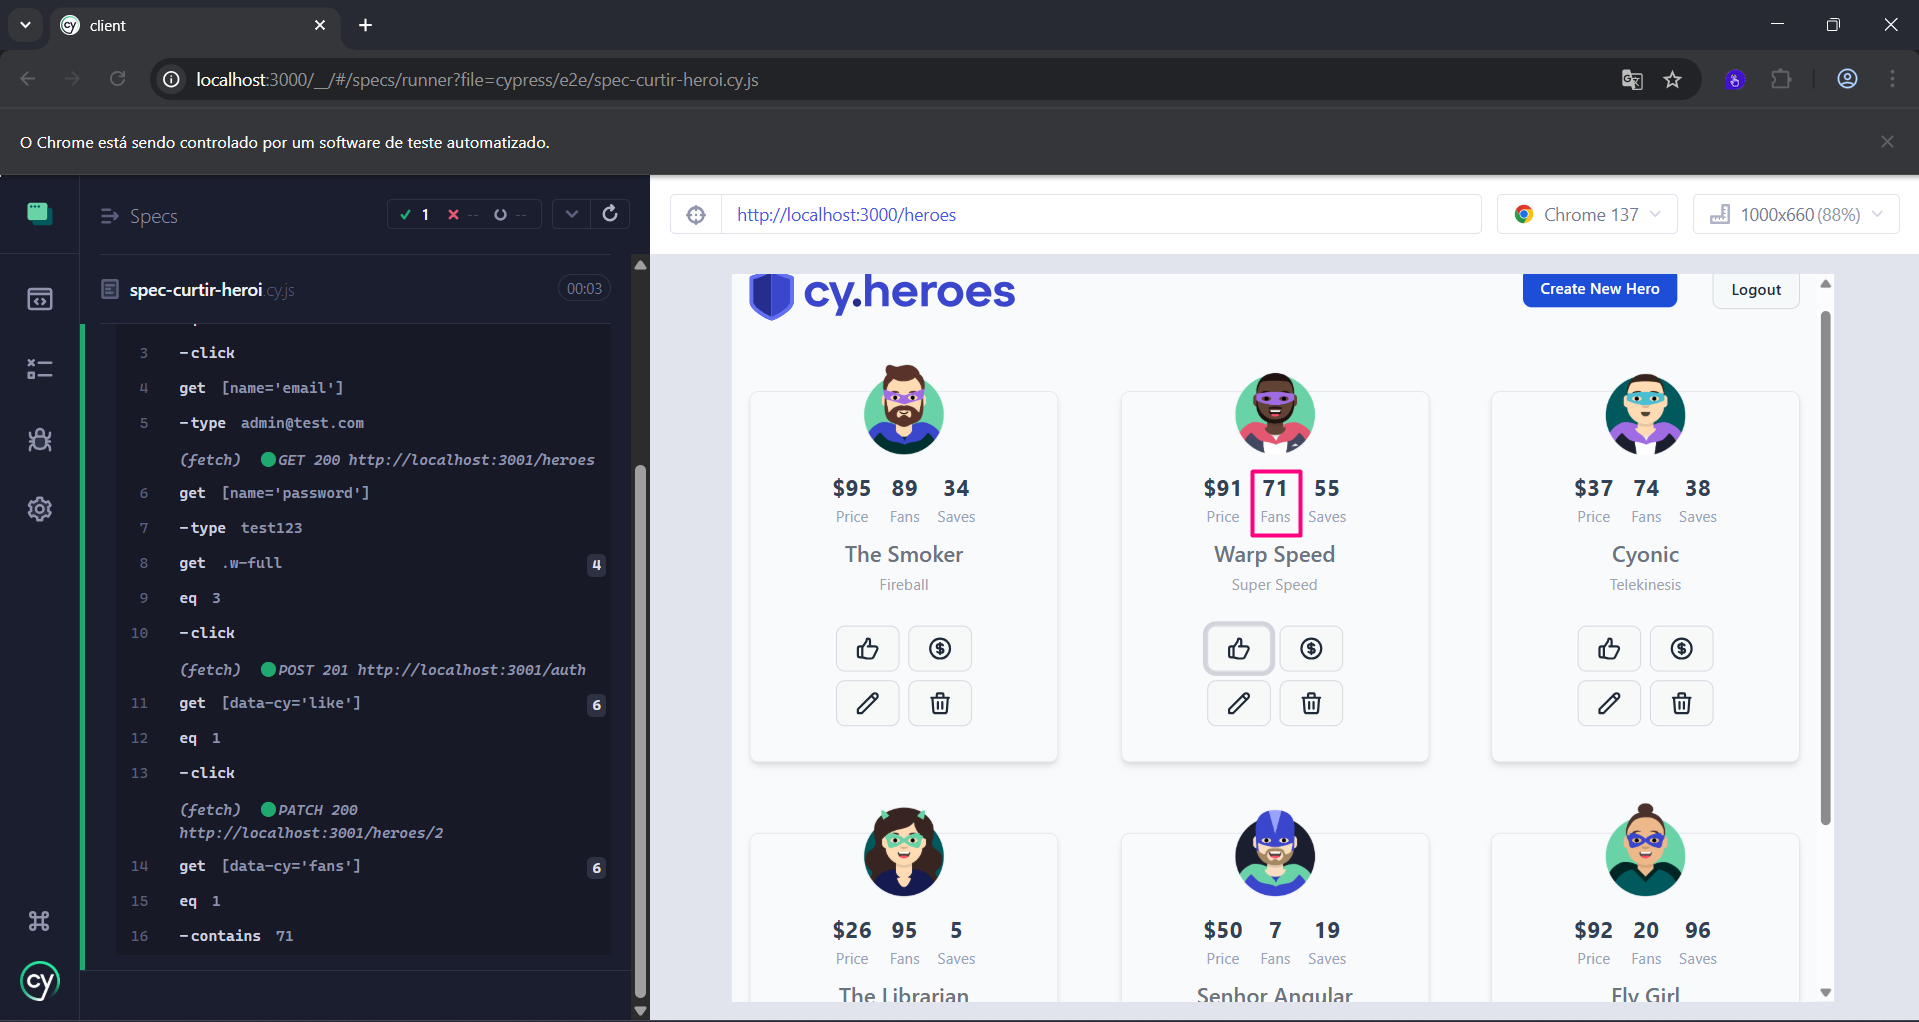 client
localhost:3000/__/#/specs/runner?file=cypress/e2e/spec-curtir-heroi.cy.js
O Chrome está sendo controlado por um software de teste automatizado.
Specs
1 -- --
http://localhost:3000/heroes
Chrome 137
1000x660 (88%)
spec-curtir-heroi cy.js
00:03
3 -click
4 get [name='email']
5 -type admin@test.com
(fetch) GET 200 http://localhost:3001/heroes
6 get [name='password']
7 -type test123
8 get .w-full 4
9 eq 3
10 -click
(fetch) POST 201 http://localhost:3001/auth
11 get [data-cy='like'] 6
12 eq 1
13 -click
(fetch) PATCH 200
http://localhost:3001/heroes/2
14 get [data-cy='fans'] 6
15 eq 1
16 -contains 71
cy
cy.heroes
Create New Hero
Logout
$95 89 34
Price Fans Saves
The Smoker
Fireball
$91 71 55
Price Fans Saves
Warp Speed
Super Speed
$37 74 38
Price Fans Saves
Cyonic
Telekinesis
$26 95 5
Price Fans Saves
The Librarian
$50 7 19
Price Fans Saves
Senhor Angular
$92 20 96
Price Fans Saves
Fly Girl